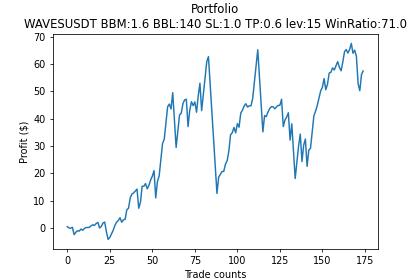 Portfolio
WAVESUSDT BBM:1.6 BBL:140 SL:1.0 TP:0.6 lev:15 WinRatio:71.0
Profit ($)
70
60
50
40
30
20
10
0
0 25 50 75 100 125 150 175
Trade counts